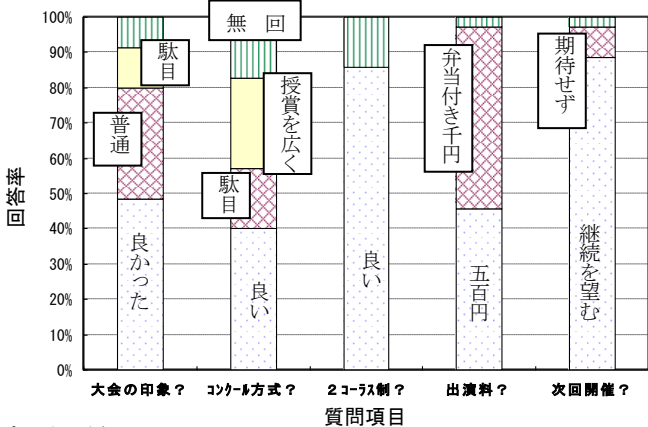 100%
90%
80%
70%
60%
50%
40%
30%
20%
10%
0%
回答率
良かった
普通
駄目
無 回
良い
駄目
授賞を広く
良い
五百円
弁当付き千円
継続を望む
期待せず
大会の印象?
コンクール方式?
2コーラス制?
出演料?
次回開催?
質問項目